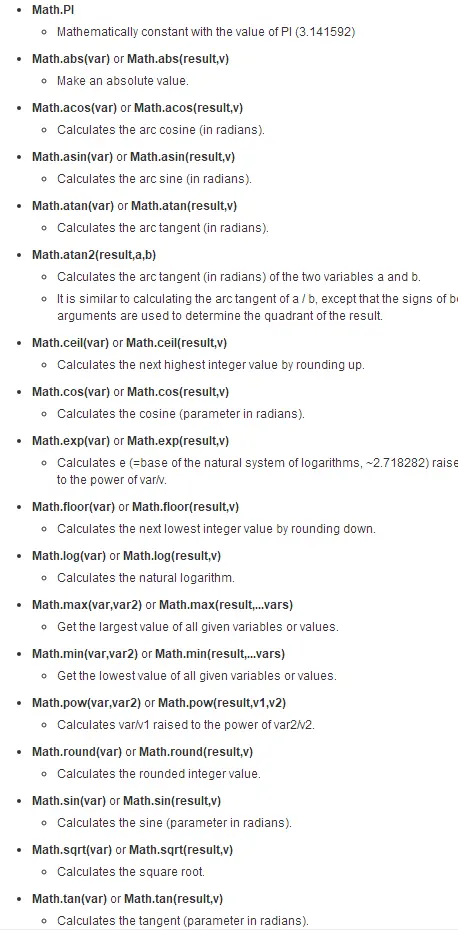 Math.PI
Mathematically constant with the value of PI (3.141592)
Math.abs(var) or Math.abs(result,v)
Make an absolute value.
Math.acos(var) or Math.acos(result,v)
Calculates the arc cosine (in radians).
Math.asin(var) or Math.asin(result,v)
Calculates the arc sine (in radians).
Math.atan(var) or Math.atan(result,v)
Calculates the arc tangent (in radians).
Math.atan2(result,a,b)
Calculates the arc tangent (in radians) of the two variables a and b.
It is similar to calculating the arc tangent of a / b, except that the signs of
arguments are used to determine the quadrant of the result.
Math.ceil(var) or Math.ceil(result,v)
Calculates the next highest integer value by rounding up.
Math.cos(var) or Math.cos(result,v)
Calculates the cosine (parameter in radians).
Math.exp(var) or Math.exp(result,v)
Calculates e (=base of the natural system of logarithms, ~2.718282) raise
to the power of var/v.
Math.floor(var) or Math.floor(result,v)
Calculates the next lowest integer value by rounding down.
Math.log(var) or Math.log(result,v)
Calculates the natural logarithm.
Math.max(var,var2) or Math.max(result,...vars)
Get the largest value of all given variables or values.
Math.min(var,var2) or Math.min(result,...vars)
Get the lowest value of all given variables or values.
Math.pow(var,var2) or Math.pow(result,v1,v2)
Calculates var/v1 raised to the power of var2/v2.
Math.round(var) or Math.round(result,v)
Calculates the rounded integer value.
Math.sin(var) or Math.sin(result,v)
Calculates the sine (parameter in radians).
Math.sqrt(var) or Math.sqrt(result,v)
Calculates the square root.
Math.tan(var) or Math.tan(result,v)
Calculates the tangent (parameter in radians).